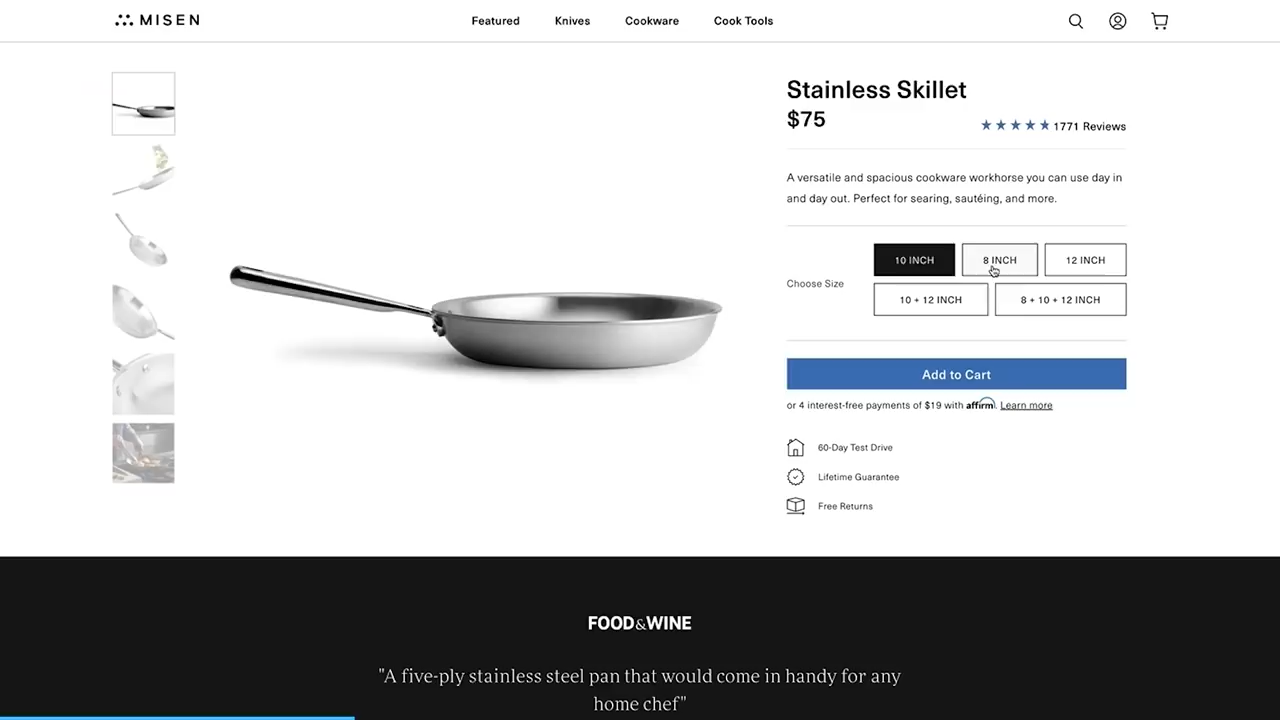 MISEN
Featured
Knives
Cookware
Cook Tools
Stainless Skillet
$75
1771 Reviews
A versatile and spacious cookware workhorse you can use day in
and day out. Perfect for searing, sautéing, and more.
Choose Size
10 INCH
8 INCH
12 INCH
10 + 12 INCH
8 + 10 + 12 INCH
Add to Cart
or 4 interest-free payments of $19 with affirm. Learn more
60-Day Test Drive
Lifetime Guarantee
Free Returns
FOOD&WINE
"A five-ply stainless steel pan that would come in handy for any
home chef"